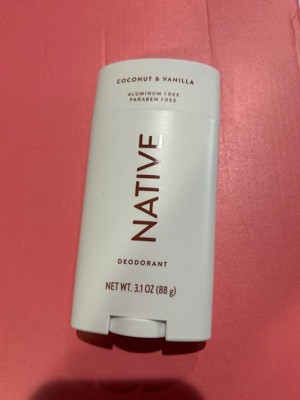 COCONUT & VANILLA
ALUMINUM FREE
PARABEN FREE
NATIVE
DEODORANT
NET WT. 3.1 OZ (88 g)